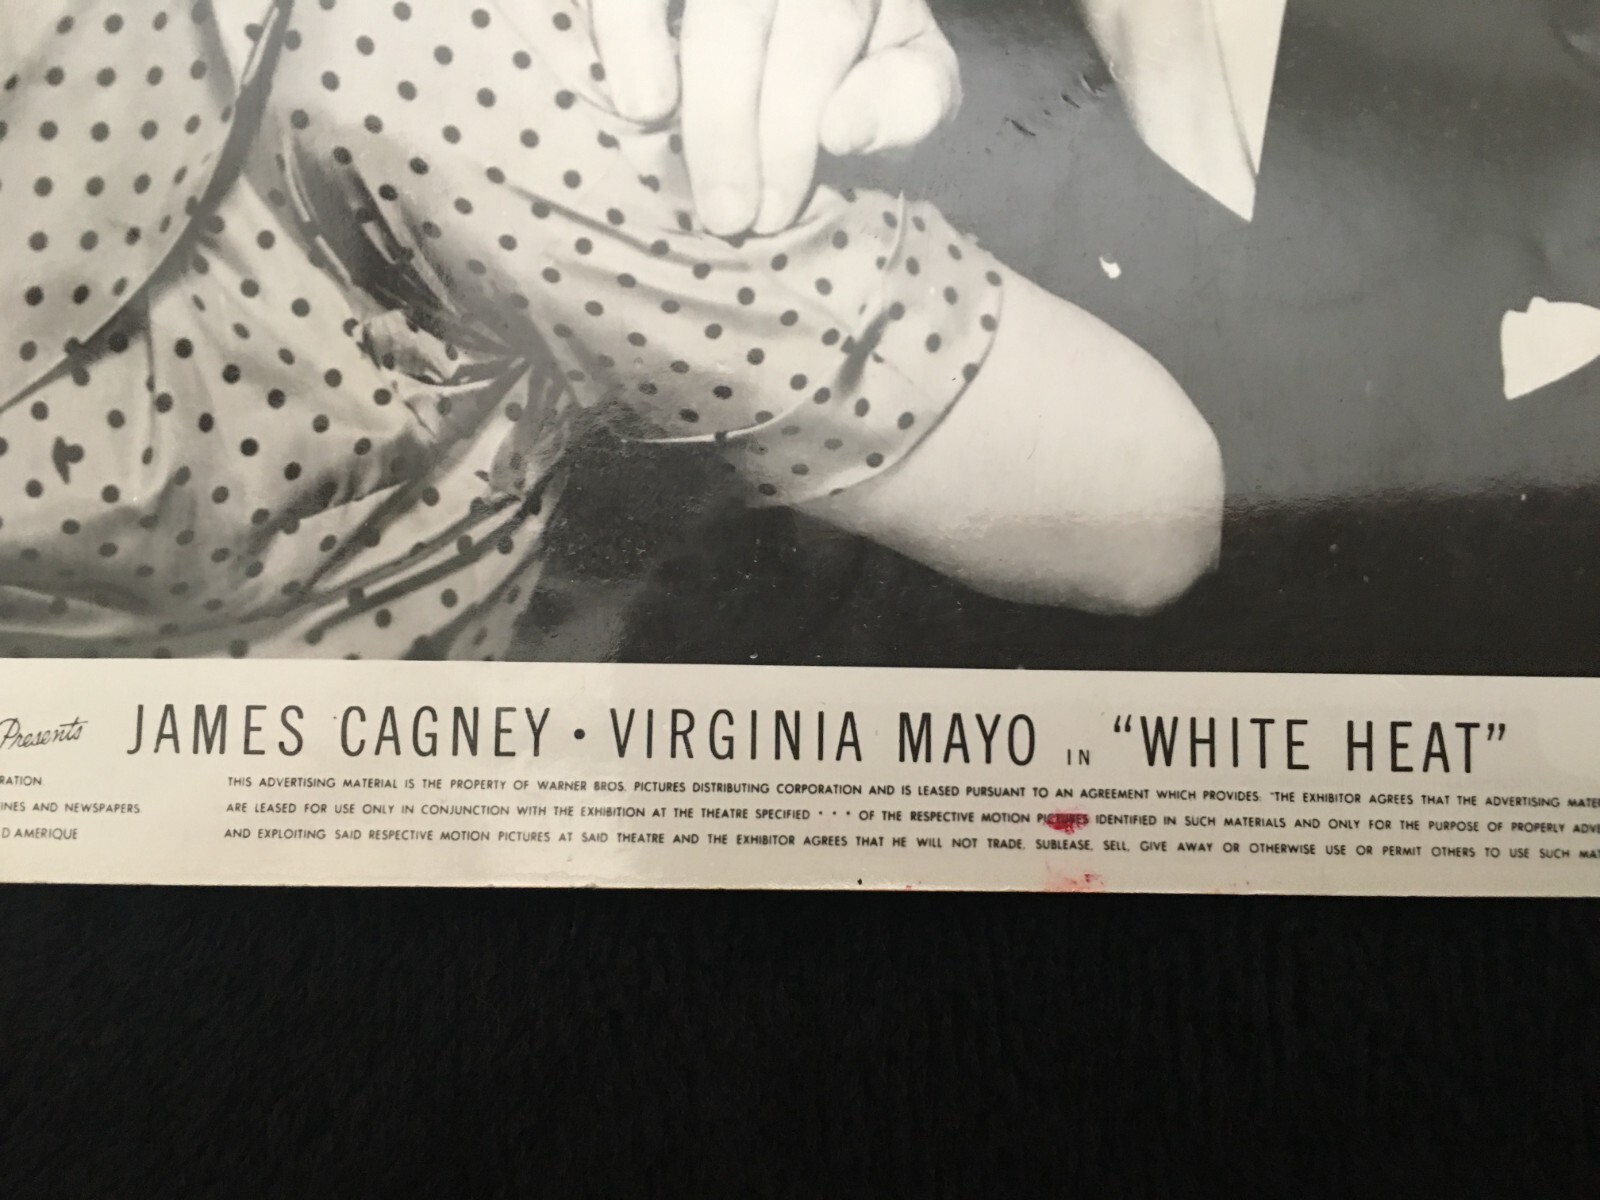 Presents JAMES CAGNEY · VIRGINIA MAYO IN "WHITE HEAT"
RATION.
INES AND NEWSPAPERS
D AMERIQUE
THIS ADVERTISING MATERIAL IS THE PROPERTY OF WARNER BROS. PICTURES DISTRIBUTING CORPORATION AND IS LEASED PURSUANT TO AN AGREEMENT WHICH PROVIDES: "THE EXHIBITOR AGREES THAT THE ADVERTISING MATE
ARE LEASED FOR USE ONLY IN CONJUNCTION WITH THE EXHIBITION AT THE THEATRE SPECIFIED · · · OF THE RESPECTIVE MOTION PICTURES IDENTIFIED IN SUCH MATERIALS AND ONLY FOR THE PURPOSE OF PROPERLY ADVE
AND EXPLOITING SAID RESPECTIVE MOTION PICTURES AT SAID THEATRE AND THE EXHIBITOR AGREES THAT HE WILL NOT TRADE, SUBLEASE, SELL, GIVE AWAY OR OTHERWISE USE OR PERMIT OTHERS TO USE SUCH MAT